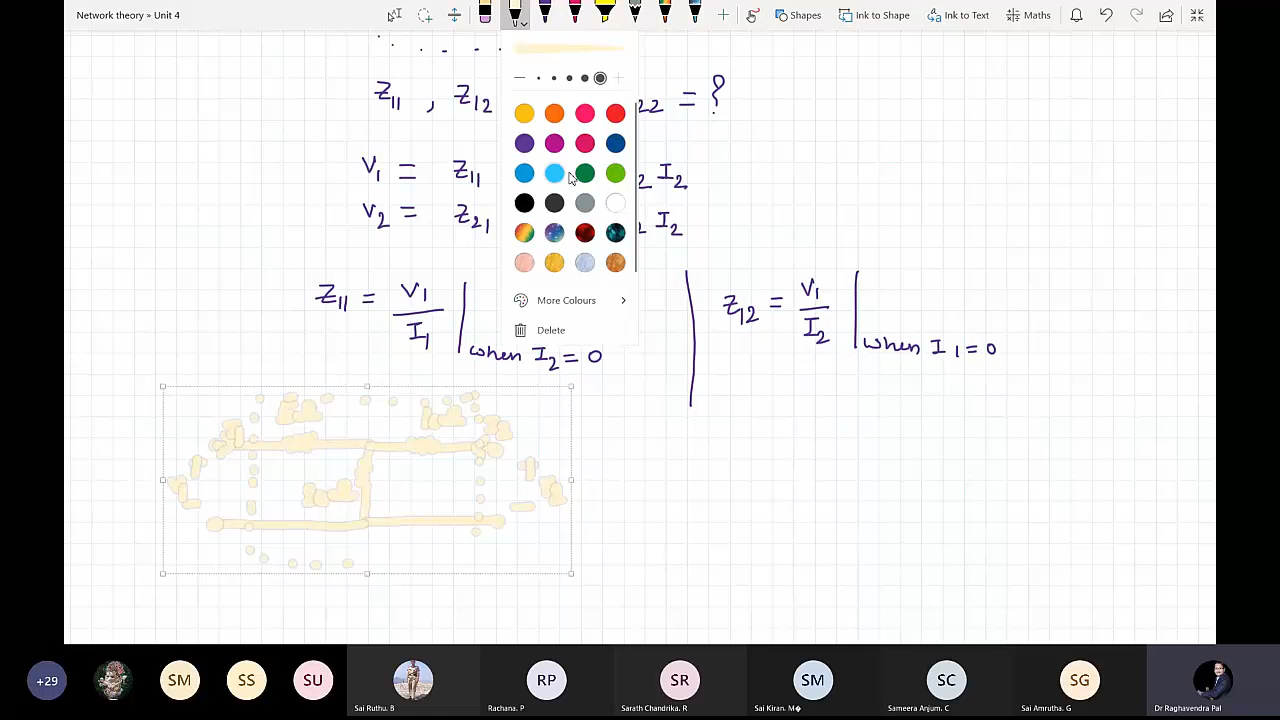 Network theory » Unit 4
Shapes
Ink to Shape
Ink to Text
Maths
Z11 , Z12 22 = ?
V1 = Z11 2 I2
V2 = Z21 I2
More Colours
Delete
Z11 = V1 / I1 | when I2 = 0
Z12 = V1 / I2 | when I1 = 0
+29
SM
SS
SU
RP
SR
SM
SC
SG
Sai Ruthu. B
Rachana. P
Sarath Chandrika. R
Sai Kiran. M�
Sameera Anjum. C
Sai Amrutha. G
Dr Raghavendra Pal